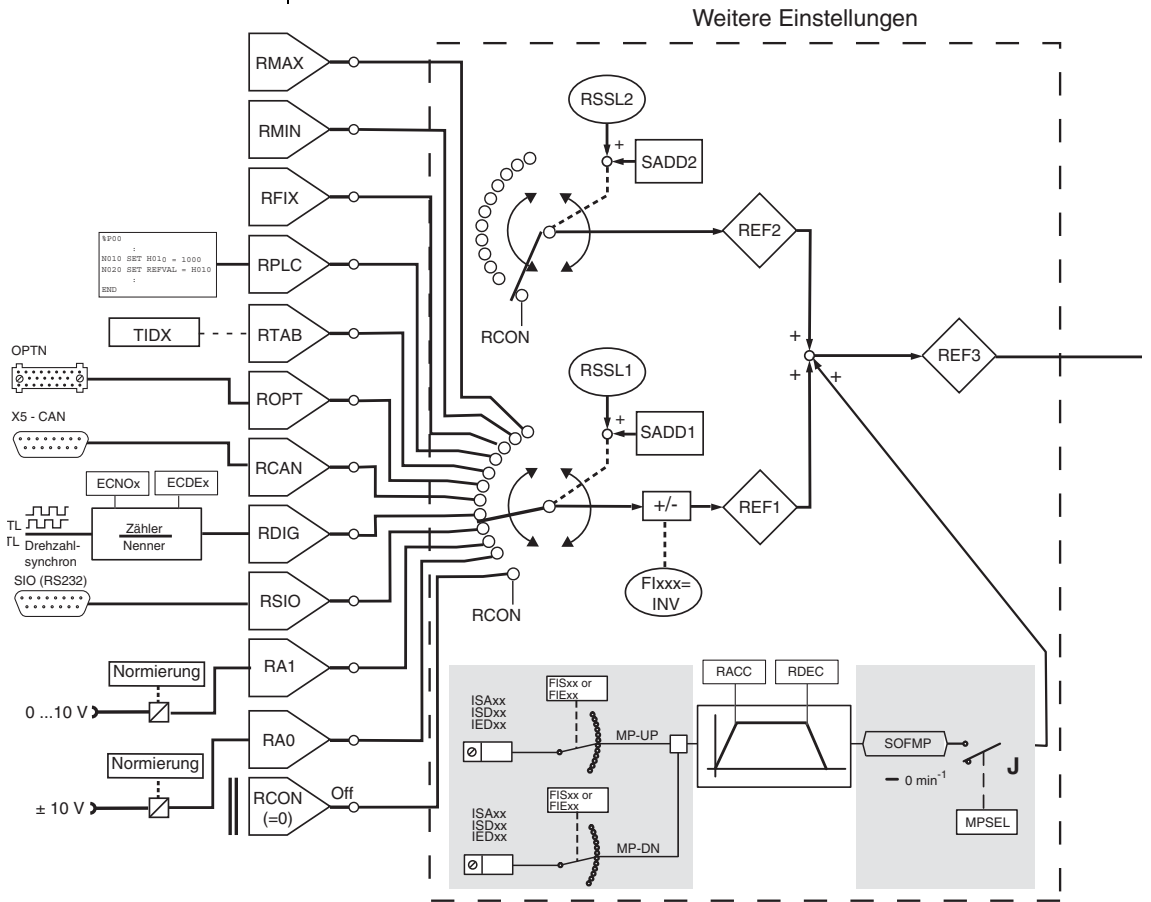 Weitere Einstellungen
RMAX
RMIN
RFIX
RPLC
RTAB
ROPT
RCAN
RDIG
RSIO
RA1
RA0
RCON
(=0)
Off
%P00
:
N010 SET H010 = 1000
N020 SET REFVAL = H010
:
END
TIDX
OPTN
X5 - CAN
ECNOx
ECDEx
TL
TL
Drehzahl-
synchron
Zähler
Nenner
SIO (RS232)
Normierung
0 ...10 V
Normierung
± 10 V
RSSL2
+
SADD2
RCON
REF2
RSSL1
+
SADD1
RCON
+/-
FIxxx=
INV
REF1
+
+
+
REF3
ISAxx
ISDxx
IEDxx
FISxx or
FIExx
MP-UP
ISAxx
ISDxx
IEDxx
FISxx or
FIExx
MP-DN
RACC
RDEC
SOFMP
0 min-1
J
MPSEL